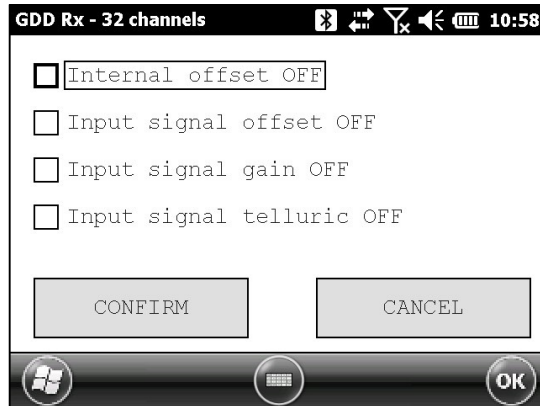 GDD Rx - 32 channels 10:58
Internal offset OFF
Input signal offset OFF
Input signal gain OFF
Input signal telluric OFF
CONFIRM CANCEL
OK